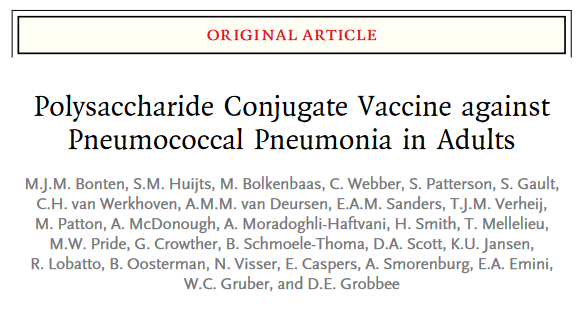 ORIGINAL ARTICLE
Polysaccharide Conjugate Vaccine against
Pneumococcal Pneumonia in Adults
M.J.M. Bonten, S.M. Huijts, M. Bolkenbaas, C. Webber, S. Patterson, S. Gault,
C.H. van Werkhoven, A.M.M. van Deursen, E.A.M. Sanders, T.J.M. Verheij,
M. Patton, A. McDonough, A. Moradoghli-Haftvani, H. Smith, T. Mellelieu,
M.W. Pride, G. Crowther, B. Schmoele-Thoma, D.A. Scott, K.U. Jansen,
R. Lobatto, B. Oosterman, N. Visser, E. Caspers, A. Smorenburg, E.A. Emini,
W.C. Gruber, and D.E. Grobbee